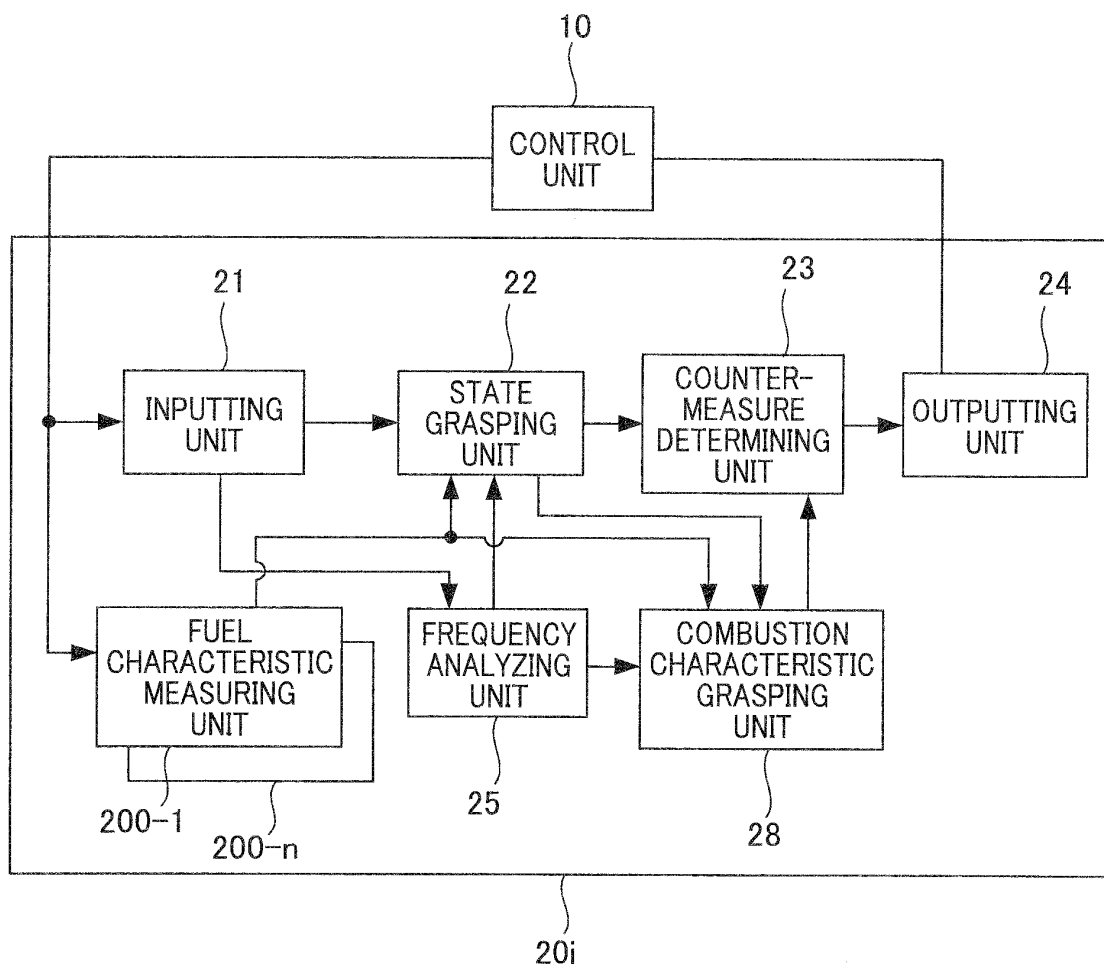 10
CONTROL
UNIT
21
22
23
24
INPUTTING
UNIT
STATE
GRASPING
UNIT
COUNTER-
MEASURE
DETERMINING
UNIT
OUTPUTTING
UNIT
FUEL
CHARACTERISTIC
MEASURING
UNIT
FREQUENCY
ANALYZING
UNIT
COMBUSTION
CHARACTERISTIC
GRASPING
UNIT
200-1
200-n
25
28
20i